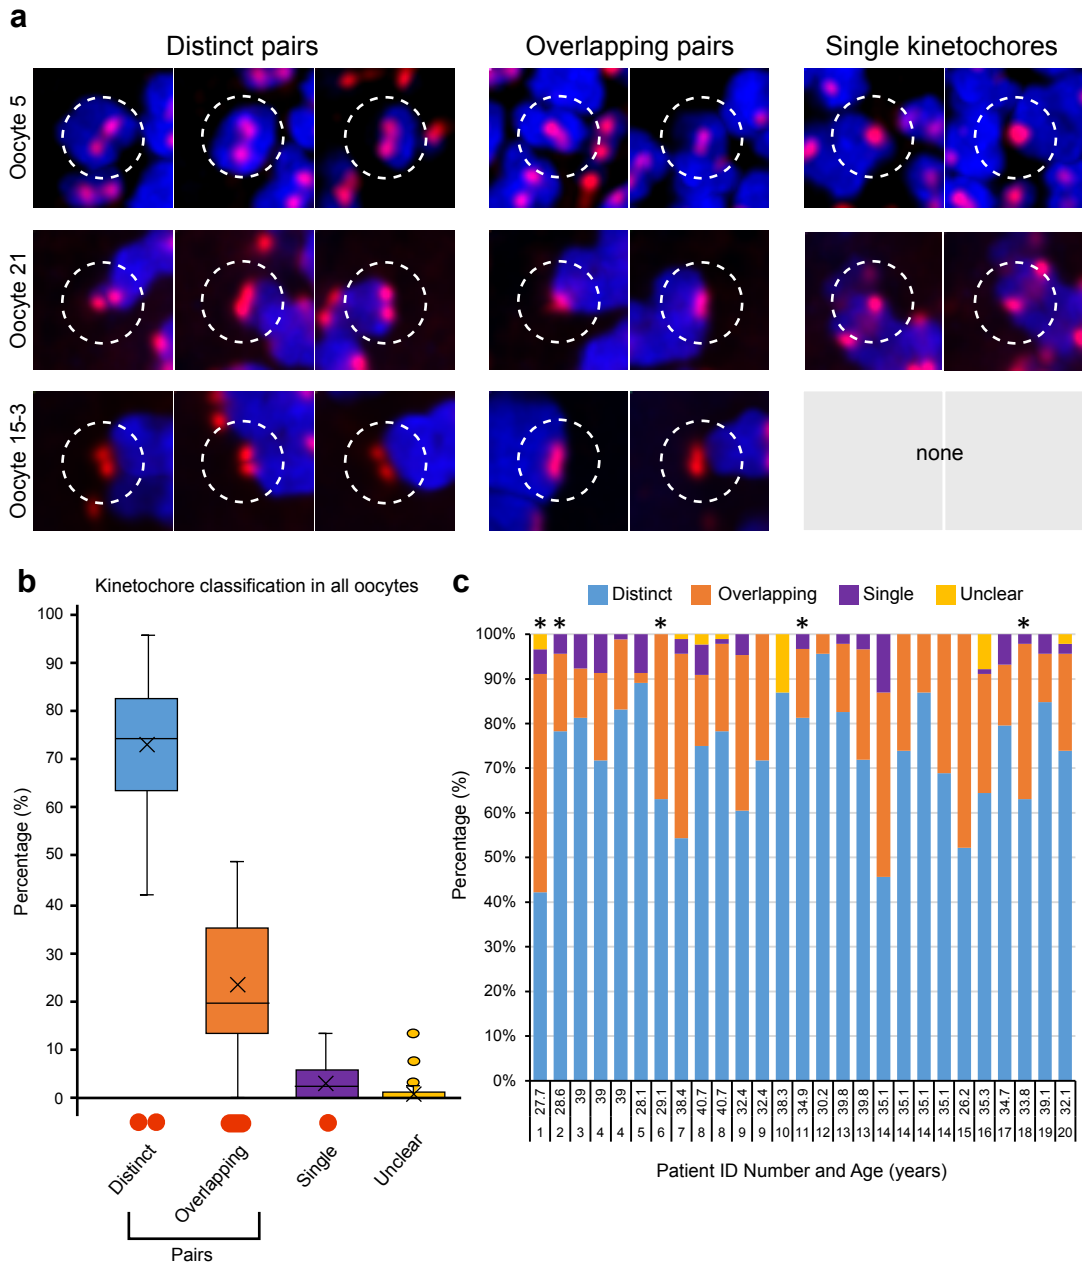 a
Distinct pairs
Overlapping pairs
Single kinetochores
Oocyte 5
Oocyte 21
Oocyte 15-3
none
b
Kinetochore classification in all oocytes
Percentage (%)
100
90
80
70
60
50
40
30
20
10
0
Distinct
Overlapping
Single
Unclear
Pairs
c
Distinct
Overlapping
Single
Unclear
* * * * *
Percentage (%)
100%
90%
80%
70%
60%
50%
40%
30%
20%
10%
0%
27.7 28.6 39 39 39 28.1 29.1 38.4 40.7 40.7 32.4 32.4 38.3 34.9 30.2 39.8 39.8 35.1 35.1 35.1 35.1 26.2 35.3 34.7 33.8 39.1 32.1
1 2 3 4 4 5 6 7 8 8 9 9 10 11 12 13 13 14 14 14 14 15 16 17 18 19 20
Patient ID Number and Age (years)